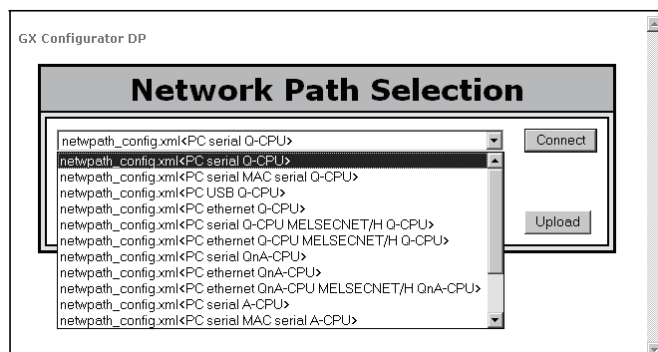 GX Configurator DP
Network Path Selection
netwpath_config.xml<PC serial Q-CPU>
Connect
netwpath_config.xml<PC serial Q-CPU>
netwpath_config.xml<PC serial MAC serial Q-CPU>
netwpath_config.xml<PC USB Q-CPU>
netwpath_config.xml<PC ethernet Q-CPU>
netwpath_config.xml<PC serial Q-CPU MELSECNET/H Q-CPU>
netwpath_config.xml<PC ethernet Q-CPU MELSECNET/H Q-CPU>
netwpath_config.xml<PC serial QnA-CPU>
netwpath_config.xml<PC ethernet QnA-CPU>
netwpath_config.xml<PC ethernet QnA-CPU MELSECNET/H QnA-CPU>
netwpath_config.xml<PC serial A-CPU>
netwpath_config.xml<PC serial MAC serial A-CPU>
Upload